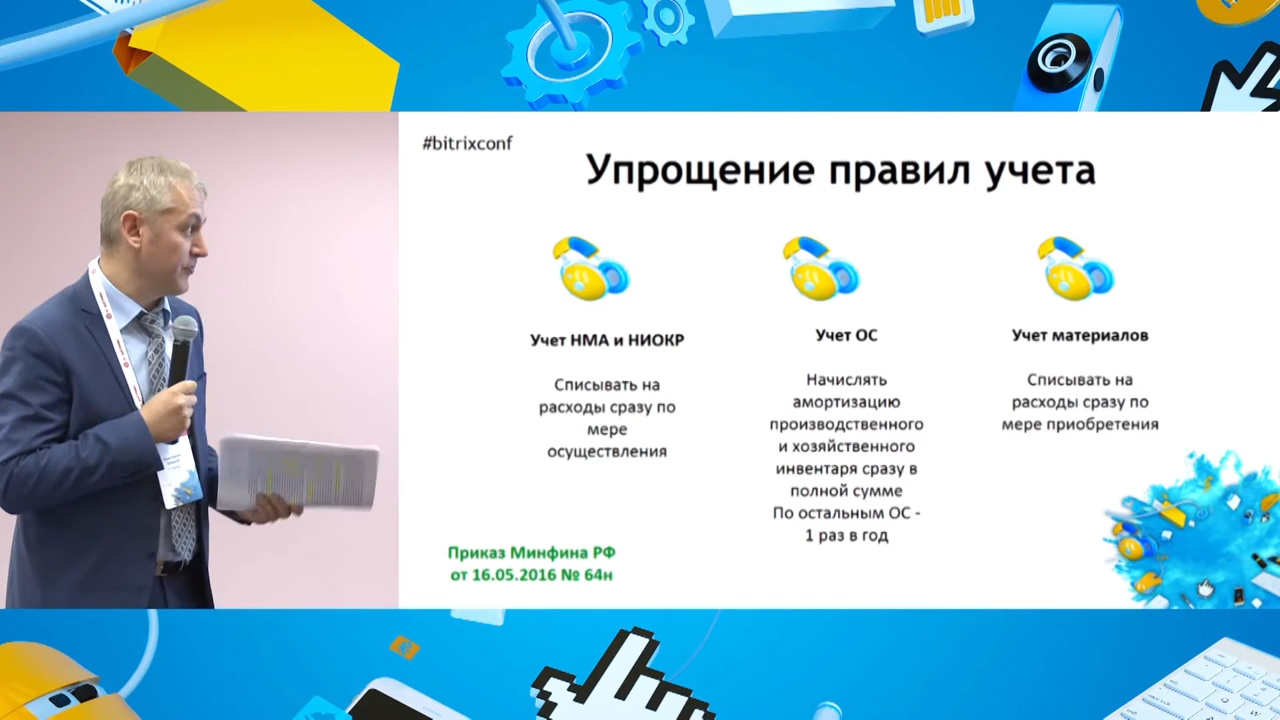 #bitrixconf
Упрощение правил учета
Учет НМА и НИОКР
Списывать на
расходы сразу по
мере
осуществления
Учет ОС
Начислять
амортизацию
производственного
и хозяйственного
инвентаря сразу в
полной сумме
По остальным ОС -
1 раз в год
Учет материалов
Списывать на
расходы сразу по
мере приобретения
Приказ Минфина РФ
от 16.05.2016 № 64н